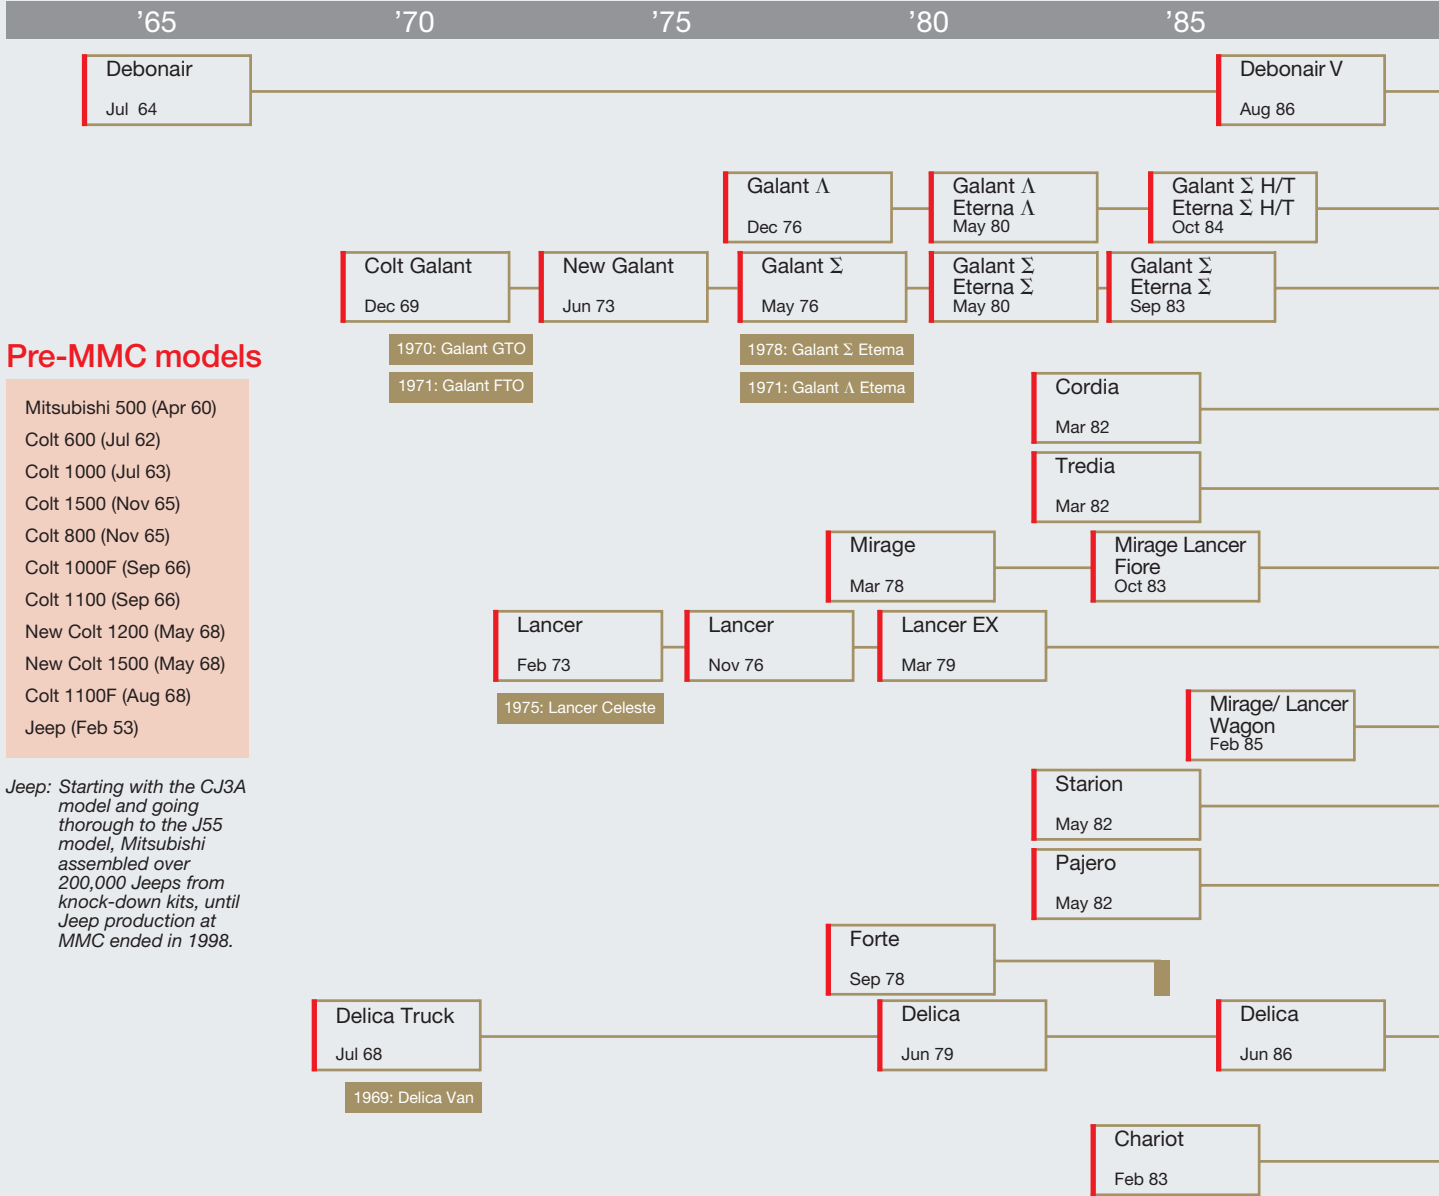 ’65 ’70 ’75 ’80 ’85
Debonair
Jul 64
Debonair V
Aug 86
Galant Λ
Dec 76
Galant Λ
Eterna Λ
May 80
Galant Σ H/T
Eterna Σ H/T
Oct 84
Colt Galant
Dec 69
New Galant
Jun 73
Galant Σ
May 76
Galant Σ
Eterna Σ
May 80
Galant Σ
Eterna Σ
Sep 83
1970: Galant GTO
1971: Galant FTO
1978: Galant Σ Eterna
1971: Galant Λ Eterna
Pre-MMC models
Mitsubishi 500 (Apr 60)
Colt 600 (Jul 62)
Colt 1000 (Jul 63)
Colt 1500 (Nov 65)
Colt 800 (Nov 65)
Colt 1000F (Sep 66)
Colt 1100 (Sep 66)
New Colt 1200 (May 68)
New Colt 1500 (May 68)
Colt 1100F (Aug 68)
Jeep (Feb 53)
Jeep: Starting with the CJ3A
model and going
thorough to the J55
model, Mitsubishi
assembled over
200,000 Jeeps from
knock-down kits, until
Jeep production at
MMC ended in 1998.
Cordia
Mar 82
Tredia
Mar 82
Mirage
Mar 78
Mirage Lancer
Fiore
Oct 83
Lancer
Feb 73
Lancer
Nov 76
Lancer EX
Mar 79
1975: Lancer Celeste
Mirage/ Lancer
Wagon
Feb 85
Starion
May 82
Pajero
May 82
Forte
Sep 78
Delica Truck
Jul 68
Delica
Jun 79
Delica
Jun 86
1969: Delica Van
Chariot
Feb 83